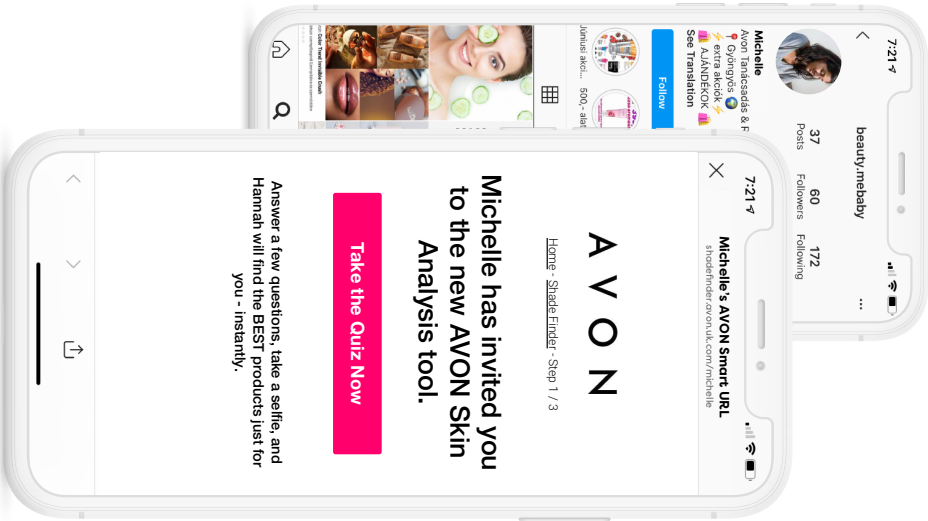 7:21
beauty.mebaby
37
Posts
60
Followers
172
Following
Michelle
Avon Tanácsadás &
Gyöngyös
extra akciók
AJÁNDÉKOK
See Translation
Follow
Júniusi akci...
500,- alat
7:21
Michelle's AVON Smart URL
shadefinder.avon.uk.com/michelle
AVON
Home - Shade Finder - Step 1 / 3
Michelle has invited you
to the new AVON Skin
Analysis tool.
Take the Quiz Now
Answer a few questions, take a selfie, and
Hannah will find the BEST products just for
you - instantly.